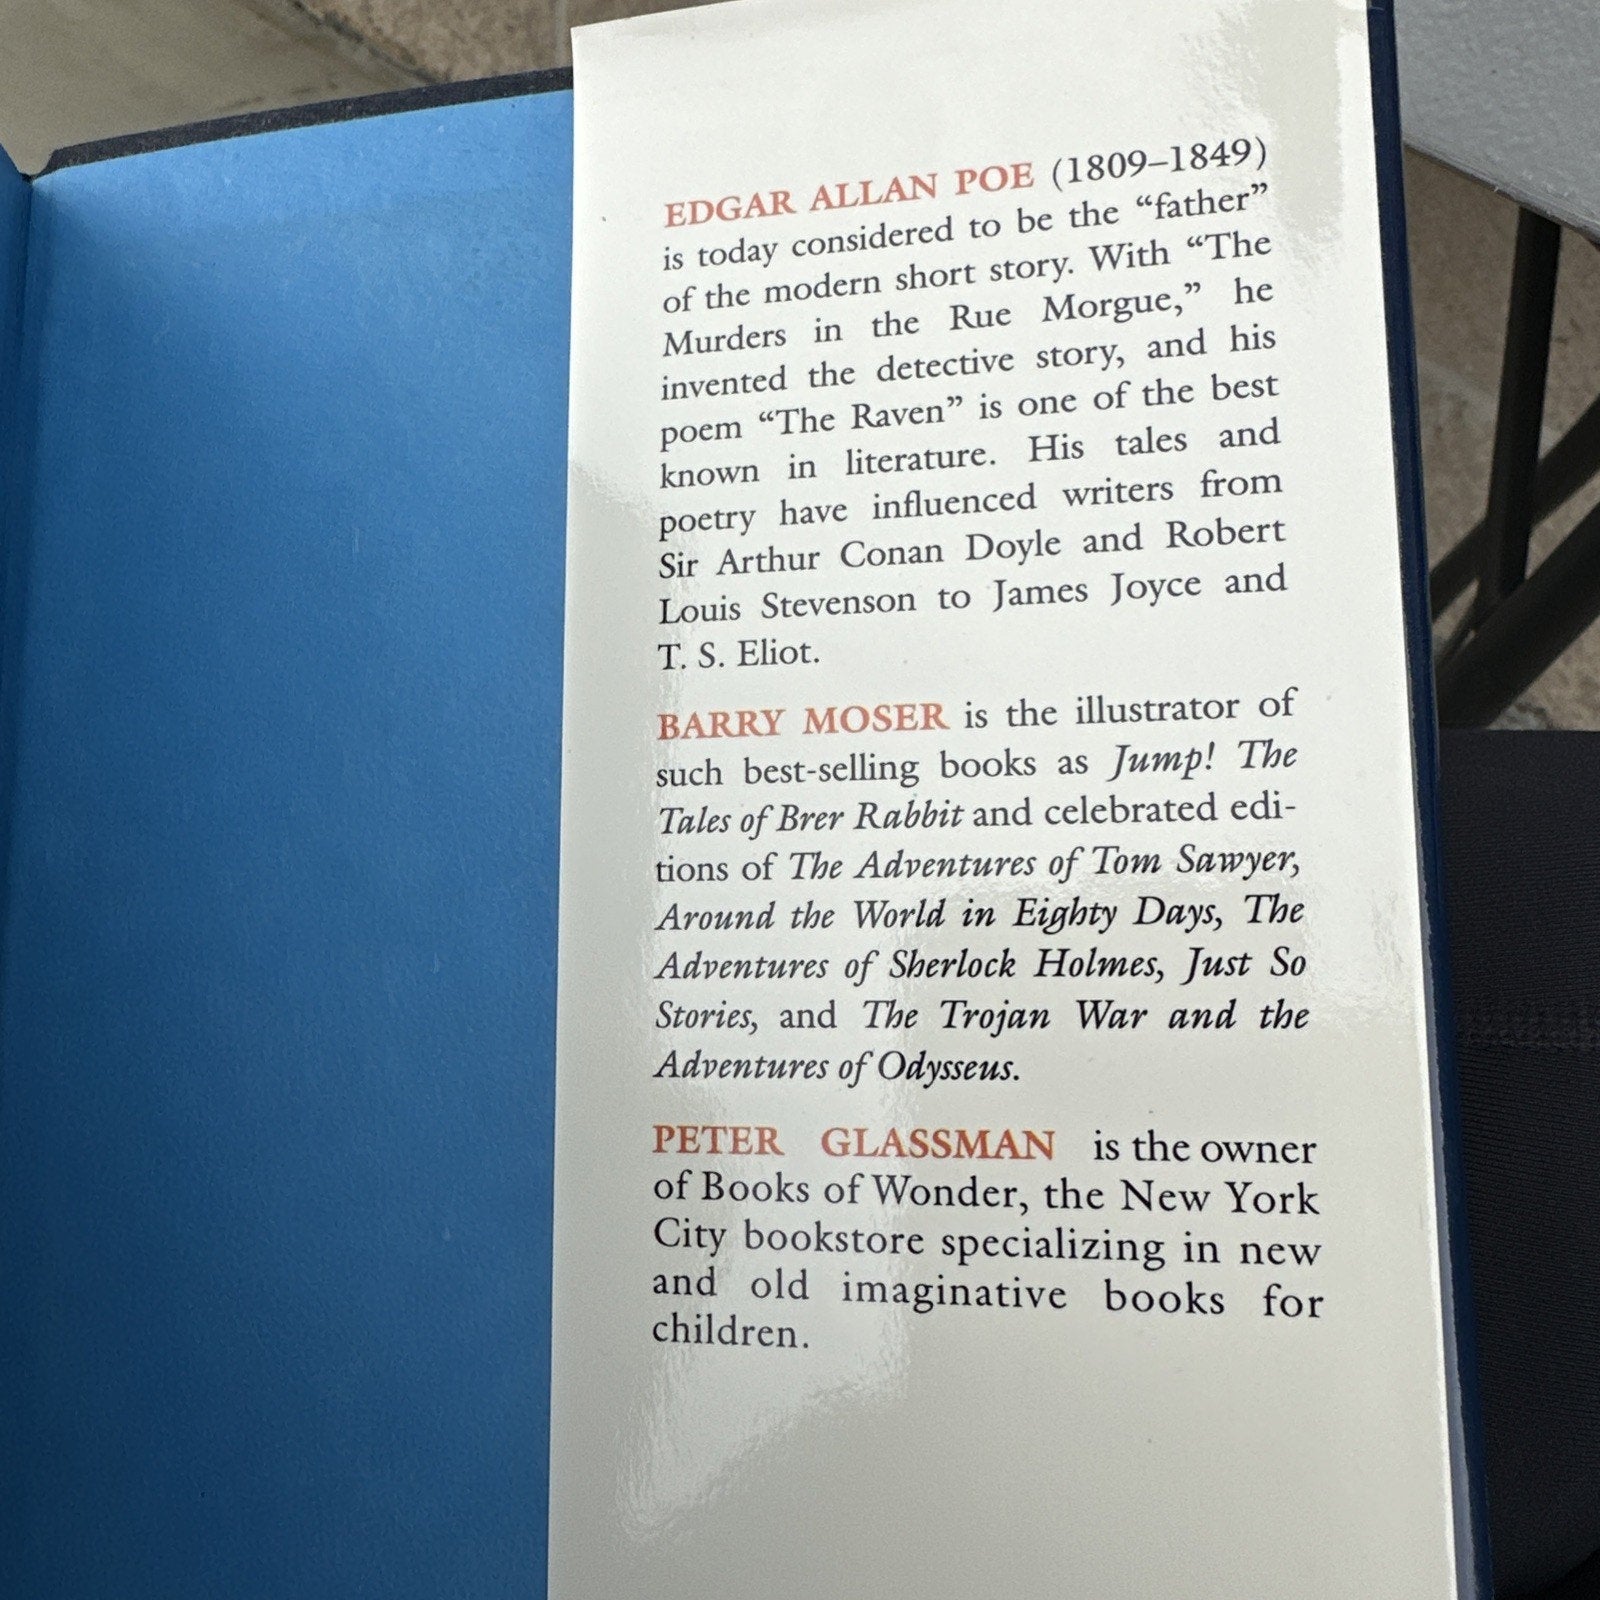 EDGAR ALLAN POE (1809–1849)
is today considered to be the “father”
of the modern short story. With “The
Murders in the Rue Morgue,” he
invented the detective story, and his
poem “The Raven” is one of the best
known in literature. His tales and
poetry have influenced writers from
Sir Arthur Conan Doyle and Robert
Louis Stevenson to James Joyce and
T. S. Eliot.
BARRY MOSER is the illustrator of
such best-selling books as Jump! The
Tales of Brer Rabbit and celebrated edi-
tions of The Adventures of Tom Sawyer,
Around the World in Eighty Days, The
Adventures of Sherlock Holmes, Just So
Stories, and The Trojan War and the
Adventures of Odysseus.
PETER GLASSMAN is the owner
of Books of Wonder, the New York
City bookstore specializing in new
and old imaginative books for
children.